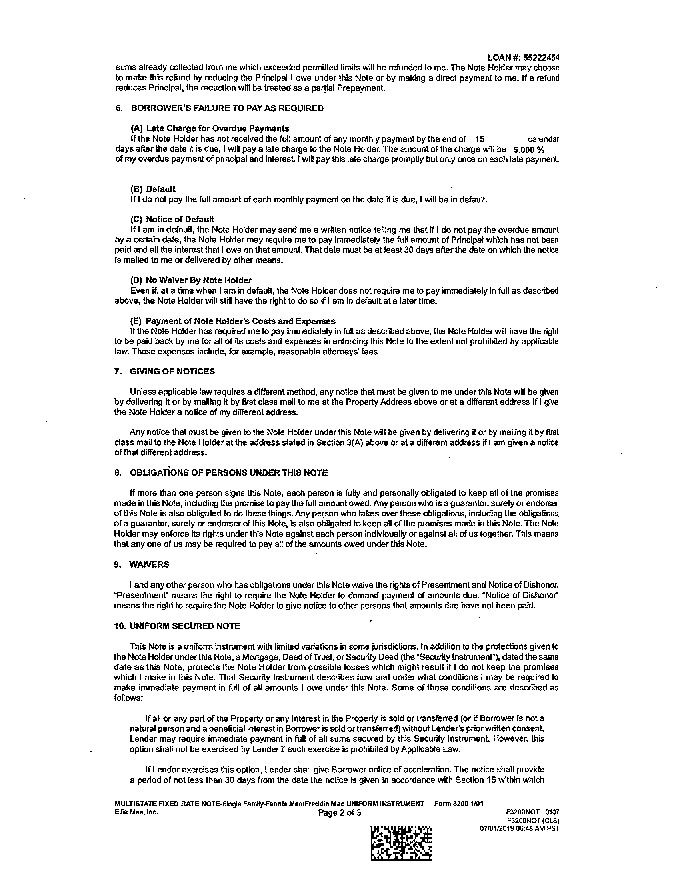 LOAN #: 55222454
sums already collected from me which exceeded permitted limits will be refunded to me. The Note Holder may choose
to make this refund by reducing the Principal I owe under this Note or by making a direct payment to me. If a refund
reduces Principal, the reduction will be treated as a partial Prepayment.
6. BORROWER'S FAILURE TO PAY AS REQUIRED
(A) Late Charge for Overdue Payments
If the Note Holder has not received the full amount of any monthly payment by the end of 15 calendar
days after the date it is due, I will pay a late charge to the Note Holder. The amount of the charge will be 5.000 %
of my overdue payment of principal and interest. I will pay this late charge promptly but only once on each late payment.
(B) Default
If I do not pay the full amount of each monthly payment on the date it is due, I will be in default.
(C) Notice of Default
If I am in default, the Note Holder may send me a written notice telling me that if I do not pay the overdue amount
by a certain date, the Note Holder may require me to pay immediately the full amount of Principal which has not been
paid and all the interest that I owe on that amount. That date must be at least 30 days after the date on which the notice
is mailed to me or delivered by other means.
(D) No Waiver By Note Holder
Even if, at a time when I am in default, the Note Holder does not require me to pay immediately in full as described
above, the Note Holder will still have the right to do so if I am in default at a later time.
(E) Payment of Note Holder's Costs and Expenses
If the Note Holder has required me to pay immediately in full as described above, the Note Holder will have the right
to be paid back by me for all of its costs and expenses in enforcing this Note to the extent not prohibited by applicable
law. Those expenses include, for example, reasonable attorneys' fees.
7. GIVING OF NOTICES
Unless applicable law requires a different method, any notice that must be given to me under this Note will be given
by delivering it or by mailing it by first class mail to me at the Property Address above or at a different address if I give
the Note Holder a notice of my different address.
Any notice that must be given to the Note Holder under this Note will be given by delivering it or by mailing it by first
class mail to the Note Holder at the address stated in Section 3(A) above or at a different address if I am given a notice
of that different address.
8. OBLIGATIONS OF PERSONS UNDER THIS NOTE
If more than one person signs this Note, each person is fully and personally obligated to keep all of the promises
made in this Note, including the promise to pay the full amount owed. Any person who is a guarantor, surety or endorser
of this Note is also obligated to do these things. Any person who takes over these obligations, including the obligations
of a guarantor, surety or endorser of this Note, is also obligated to keep all of the promises made in this Note. The Note
Holder may enforce its rights under this Note against each person individually or against all of us together. This means
that any one of us may be required to pay all of the amounts owed under this Note.
9. WAIVERS
I and any other person who has obligations under this Note waive the rights of Presentment and Notice of Dishonor.
"Presentment" means the right to require the Note Holder to demand payment of amounts due. "Notice of Dishonor"
means the right to require the Note Holder to give notice to other persons that amounts due have not been paid.
10. UNIFORM SECURED NOTE
This Note is a uniform instrument with limited variations in some jurisdictions. In addition to the protections given to
the Note Holder under this Note, a Mortgage, Deed of Trust, or Security Deed (the "Security Instrument"), dated the same
date as this Note, protects the Note Holder from possible losses which might result if I do not keep the promises
which I make in this Note. That Security Instrument describes how and under what conditions I may be required to
make immediate payment in full of all amounts I owe under this Note. Some of those conditions are described as
follows:
If all or any part of the Property or any Interest in the Property is sold or transferred (or if Borrower is not a
natural person and a beneficial interest in Borrower is sold or transferred) without Lender's prior written consent,
Lender may require immediate payment in full of all sums secured by this Security Instrument. However, this
option shall not be exercised by Lender if such exercise is prohibited by Applicable Law.
If Lender exercises this option, Lender shall give Borrower notice of acceleration. The notice shall provide
a period of not less than 30 days from the date the notice is given in accordance with Section 15 within which
MULTISTATE FIXED RATE NOTE-Single Family-Fannie Mae/Freddie Mac UNIFORM INSTRUMENT Form 3200 1/01
Ellie Mae, Inc. Page 2 of 3 F3200NOT 0107
F3200NOT (CLS)
07/01/2019 06:48 AM PST